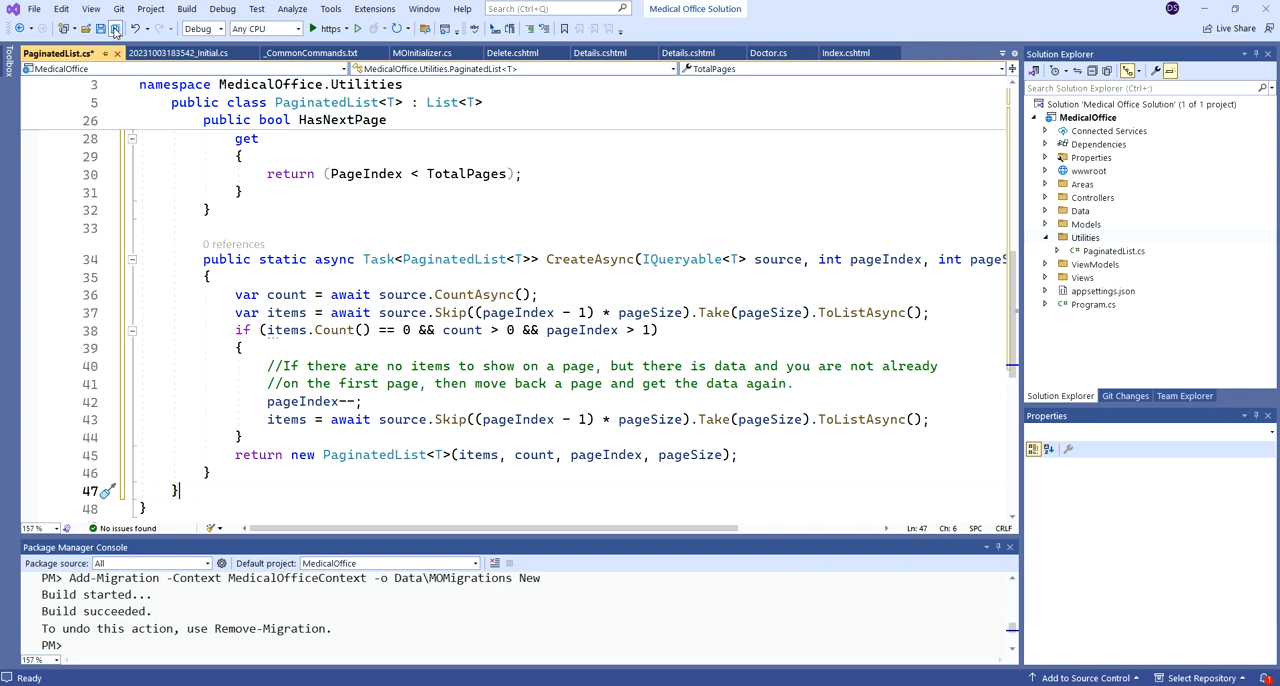 File Edit View Git Project Build Debug Test Analyze Tools Extensions Window Help Search (Ctrl+Q) Medical Office Solution DS
Debug Any CPU https Live Share
Toolbox
PaginatedList.cs* 20231003183542_Initial.cs _CommonCommands.txt MOInitializer.cs Delete.cshtml Details.cshtml Details.cshtml Doctor.cs Index.cshtml
MedicalOffice MedicalOffice.Utilities.PaginatedList<T> TotalPages
3 namespace MedicalOffice.Utilities
5 public class PaginatedList<T> : List<T>
26 public bool HasNextPage
28 get
29 {
30 return (PageIndex < TotalPages);
31 }
32 }
33
0 references
34 public static async Task<PaginatedList<T>> CreateAsync(IQueryable<T> source, int pageIndex, int pageS
35 {
36 var count = await source.CountAsync();
37 var items = await source.Skip((pageIndex - 1) * pageSize).Take(pageSize).ToListAsync();
38 if (items.Count() == 0 && count > 0 && pageIndex > 1)
39 {
40 //If there are no items to show on a page, but there is data and you are not already
41 //on the first page, then move back a page and get the data again.
42 pageIndex--;
43 items = await source.Skip((pageIndex - 1) * pageSize).Take(pageSize).ToListAsync();
44 }
45 return new PaginatedList<T>(items, count, pageIndex, pageSize);
46 }
47 }
48 }
157 % No issues found Ln: 47 Ch: 6 SPC CRLF
Package Manager Console
Package source: All Default project: MedicalOffice
PM> Add-Migration -Context MedicalOfficeContext -o Data\MOMigrations New
Build started...
Build succeeded.
To undo this action, use Remove-Migration.
PM>
157 %
Solution Explorer
Search Solution Explorer (Ctrl+;)
Solution 'Medical Office Solution' (1 of 1 project)
MedicalOffice
Connected Services
Dependencies
Properties
wwwroot
Areas
Controllers
Data
Models
Utilities
C# PaginatedList.cs
ViewModels
Views
appsettings.json
C# Program.cs
Solution Explorer Git Changes Team Explorer
Properties
Ready Add to Source Control Select Repository 1